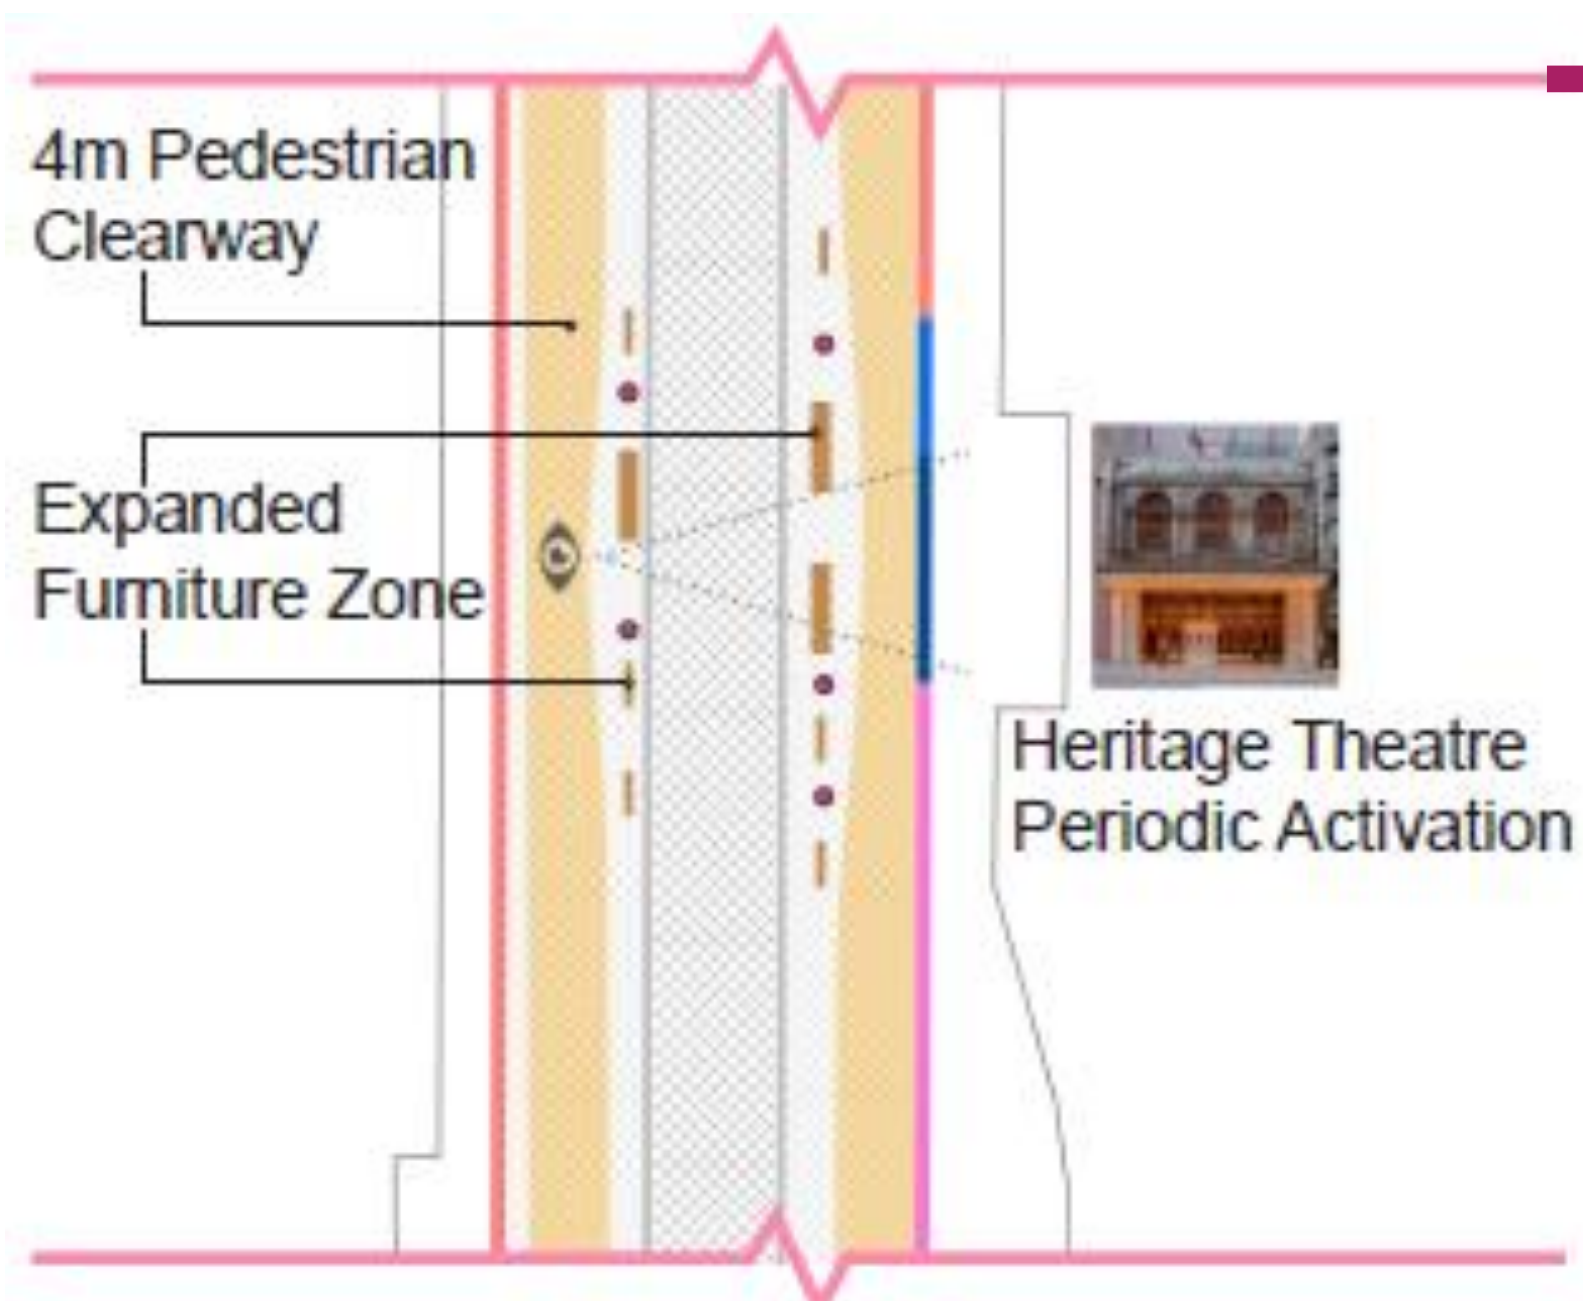 4m Pedestrian
Clearway
Expanded
Furniture Zone
Heritage Theatre
Periodic Activation